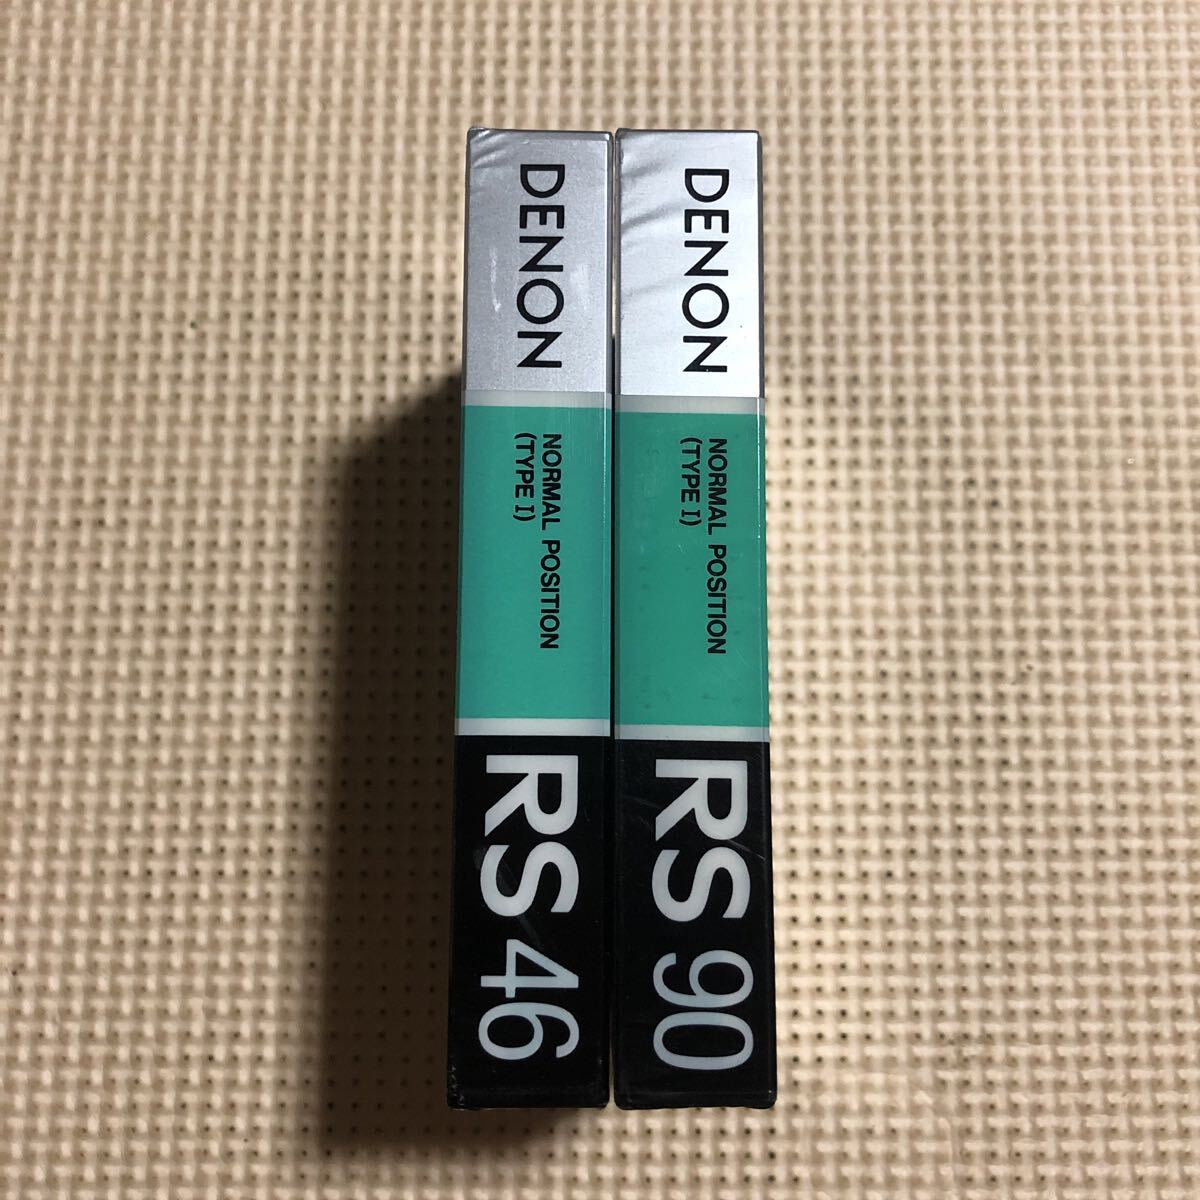 DENON
NORMAL POSITION
(TYPE I)
RS 46
DENON
NORMAL POSITION
(TYPE I)
RS 90